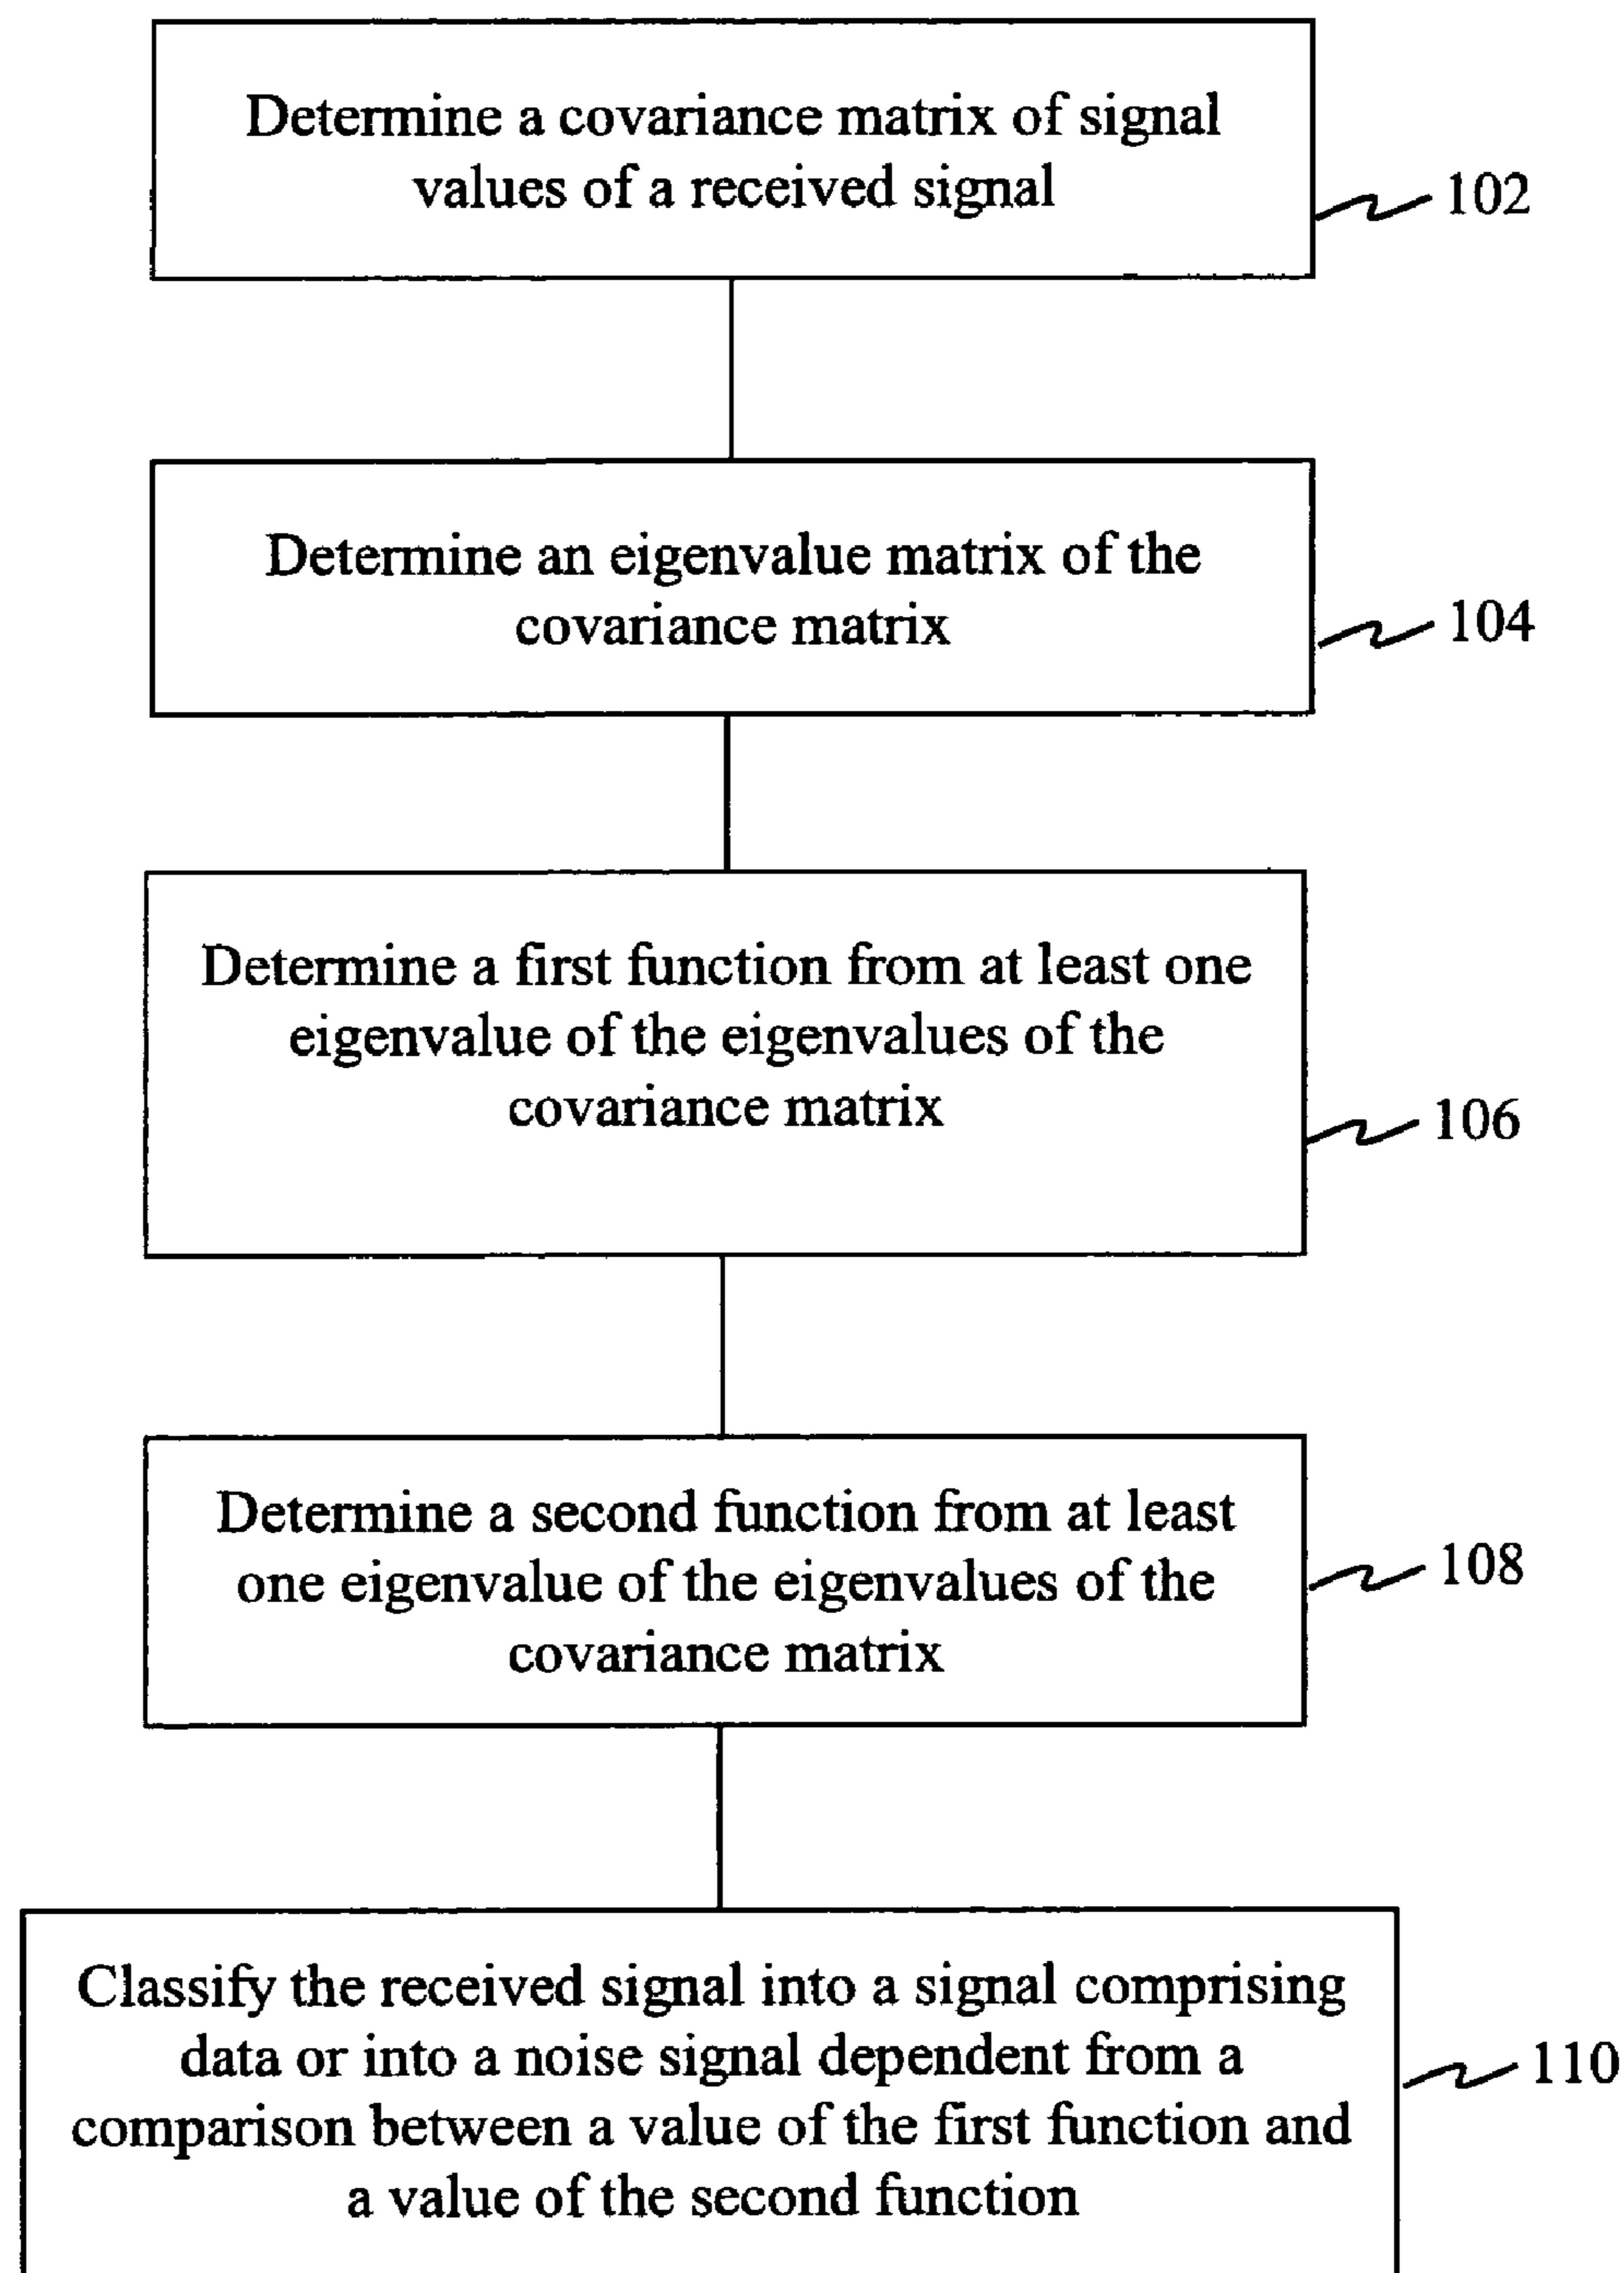 Determine a covariance matrix of signal
values of a received signal
102
Determine an eigenvalue matrix of the
covariance matrix
104
Determine a first function from at least one
eigenvalue of the eigenvalues of the
covariance matrix
106
Determine a second function from at least
one eigenvalue of the eigenvalues of the
covariance matrix
108
Classify the received signal into a signal comprising
data or into a noise signal dependent from a
comparison between a value of the first function and
a value of the second function
110